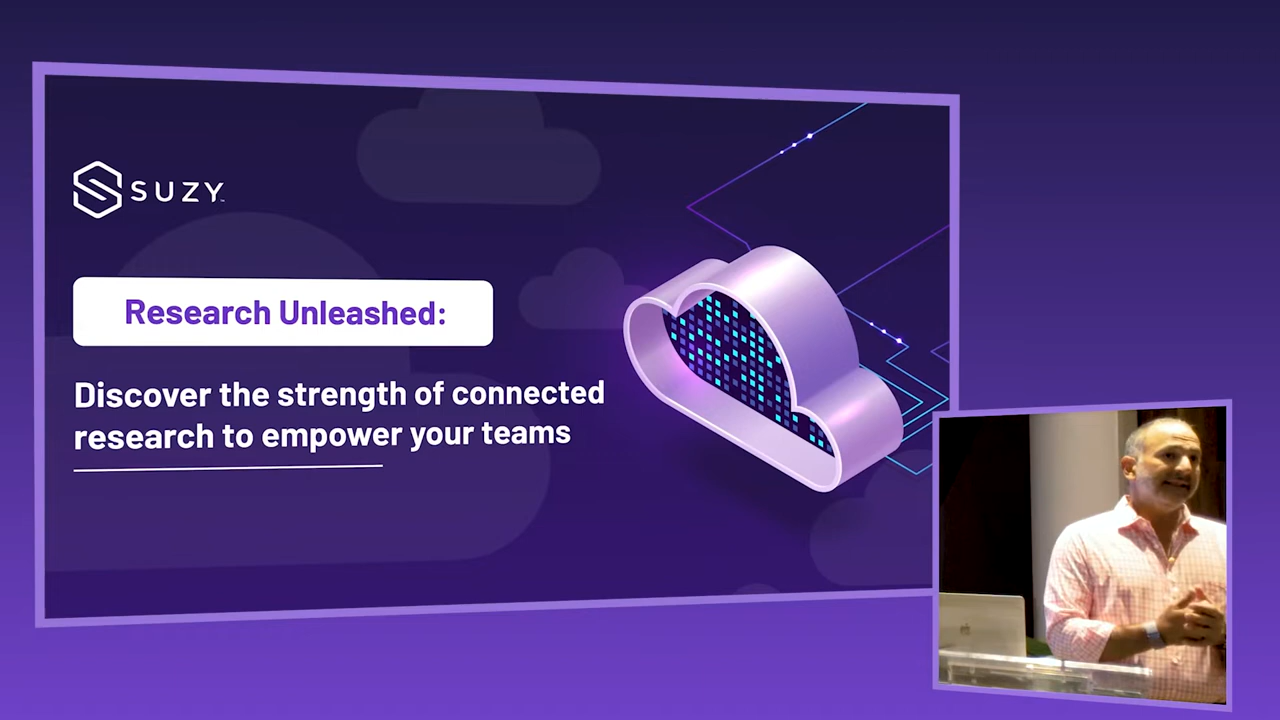 SUZY
Research Unleashed:
Discover the strength of connected
research to empower your teams